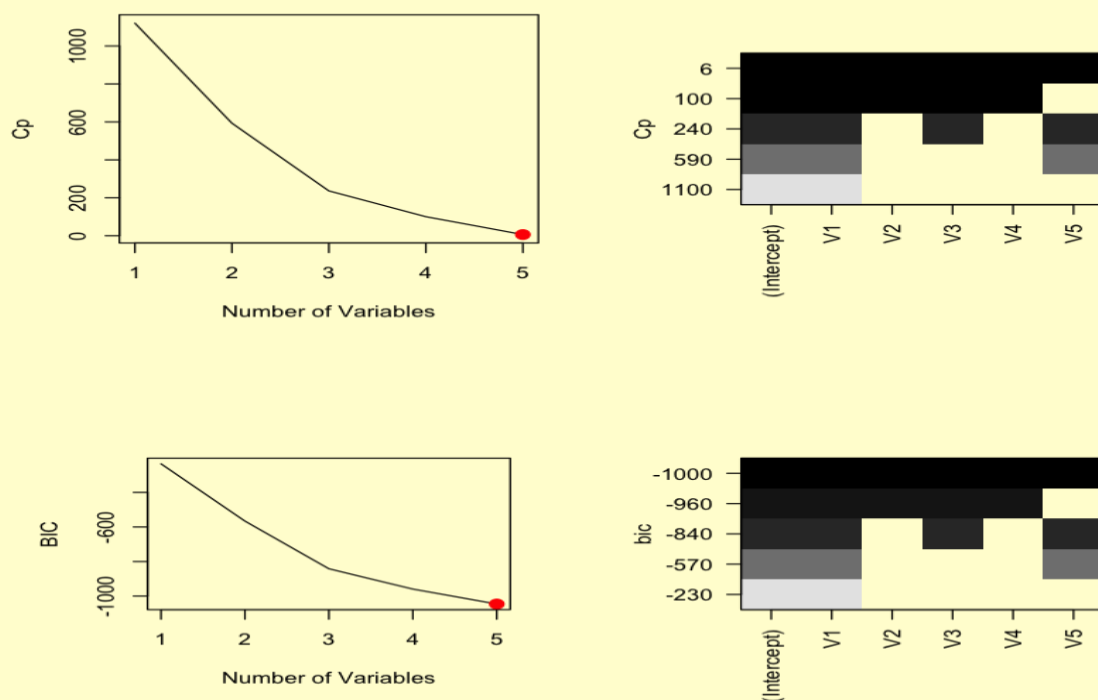 Cp
1000
600
200
0
1 2 3 4 5
Number of Variables
Cp
6
100
240
590
1100
(Intercept) V1 V2 V3 V4 V5
BIC
-600
-1000
1 2 3 4 5
Number of Variables
bic
-1000
-960
-840
-570
-230
(Intercept) V1 V2 V3 V4 V5